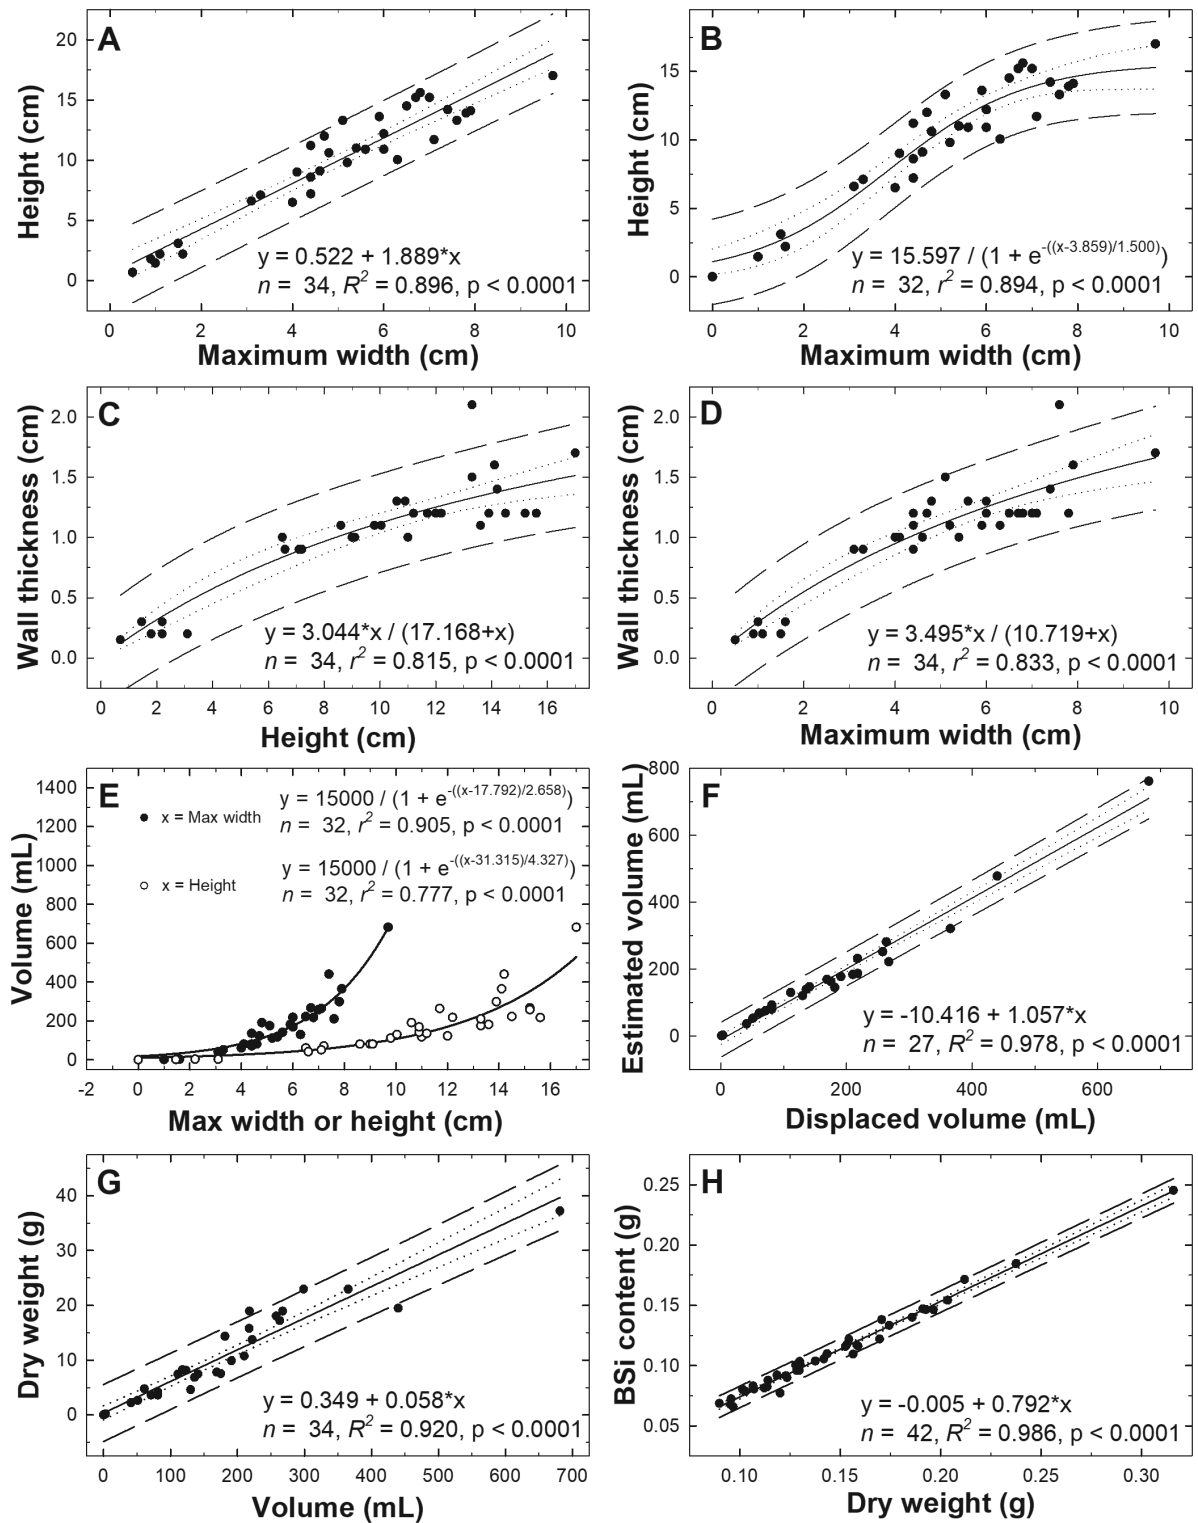 A
Height (cm)
20
15
10
5
0
y = 0.522 + 1.889*x
n = 34, R² = 0.896, p < 0.0001
0 2 4 6 8 10
Maximum width (cm)
B
Height (cm)
15
10
5
0
y = 15.597 / (1 + e^-((x-3.859)/1.500))
n = 32, r² = 0.894, p < 0.0001
0 2 4 6 8 10
Maximum width (cm)
C
Wall thickness (cm)
2.0
1.5
1.0
0.5
0.0
y = 3.044*x / (17.168+x)
n = 34, r² = 0.815, p < 0.0001
0 2 4 6 8 10 12 14 16
Height (cm)
D
Wall thickness (cm)
2.0
1.5
1.0
0.5
0.0
y = 3.495*x / (10.719+x)
n = 34, r² = 0.833, p < 0.0001
0 2 4 6 8 10
Maximum width (cm)
E
Volume (mL)
1400
1200
1000
800
600
400
200
0
x = Max width
y = 15000 / (1 + e^-((x-17.792)/2.658))
n = 32, r² = 0.905, p < 0.0001
x = Height
y = 15000 / (1 + e^-((x-31.315)/4.327))
n = 32, r² = 0.777, p < 0.0001
-2 0 2 4 6 8 10 12 14 16
Max width or height (cm)
F
Estimated volume (mL)
800
600
400
200
0
y = -10.416 + 1.057*x
n = 27, R² = 0.978, p < 0.0001
0 200 400 600
Displaced volume (mL)
G
Dry weight (g)
40
30
20
10
0
y = 0.349 + 0.058*x
n = 34, R² = 0.920, p < 0.0001
0 100 200 300 400 500 600 700
Volume (mL)
H
BSi content (g)
0.25
0.20
0.15
0.10
0.05
y = -0.005 + 0.792*x
n = 42, R² = 0.986, p < 0.0001
0.10 0.15 0.20 0.25 0.30
Dry weight (g)